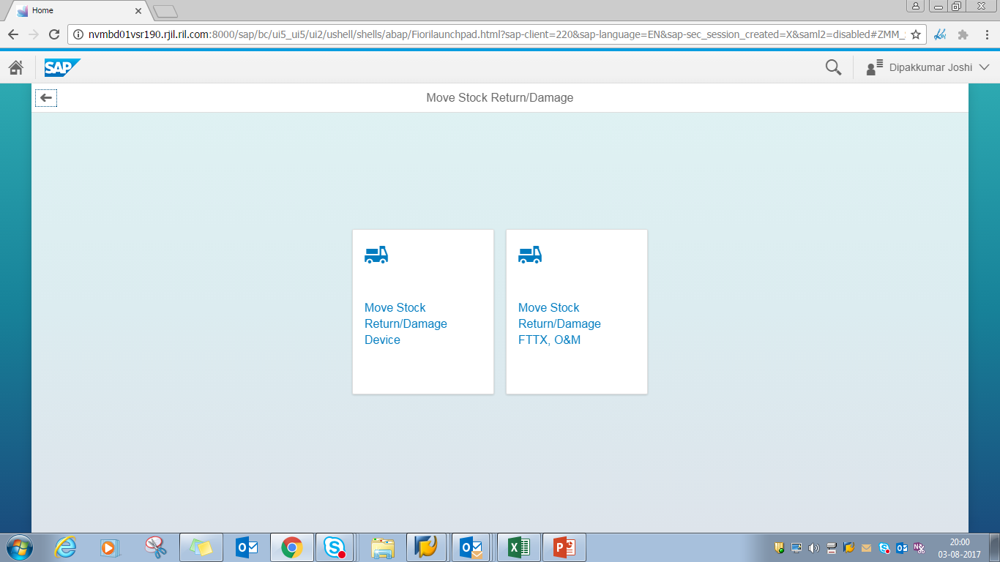 Home
nvmbd01vsr190.rjil.ril.com:8000/sap/bc/ui5_ui5/ui2/ushell/shells/abap/Fiorilaunchpad.html?sap-client=220&sap-language=EN&sap-sec_session_created=X&saml2=disabled#ZMM_
SAP
Dipakkumar Joshi
Move Stock Return/Damage
Move Stock
Return/Damage
Device
Move Stock
Return/Damage
FTTX, O&M
20:00
03-08-2017